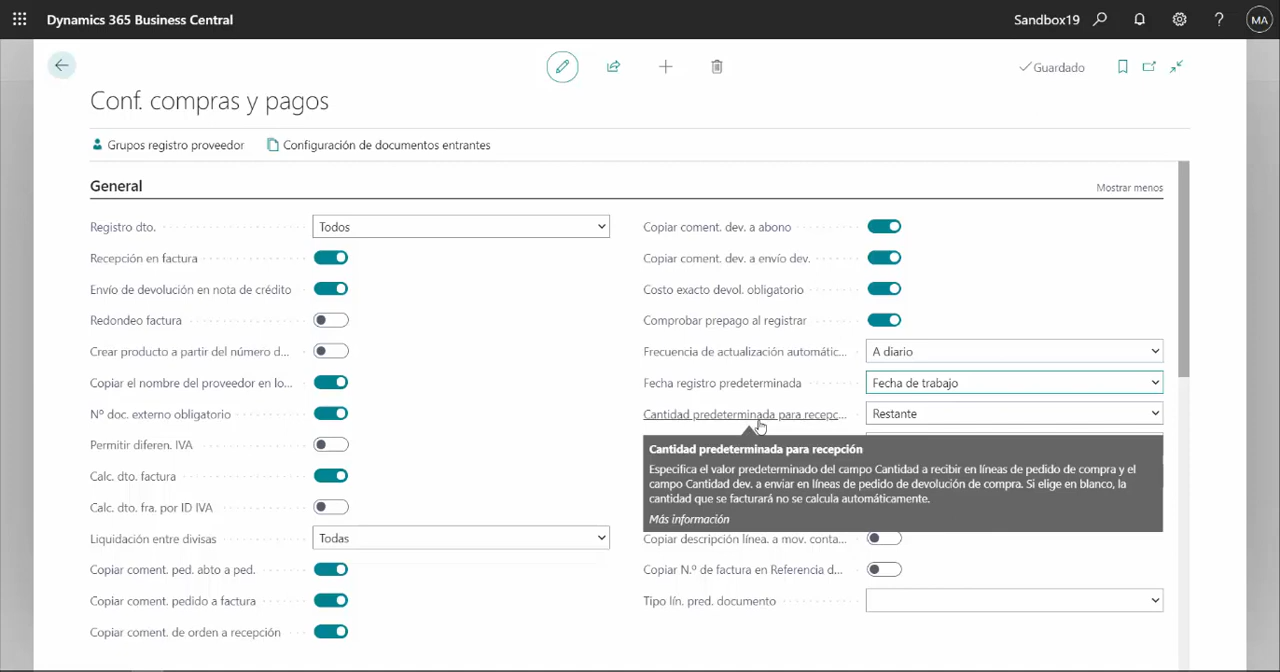 Dynamics 365 Business Central
Sandbox19
?
MA
Guardado
Conf. compras y pagos
Grupos registro proveedor
Configuración de documentos entrantes
General
Mostrar menos
Registro dto.
Todos
Recepción en factura
Envío de devolución en nota de crédito
Redondeo factura
Crear producto a partir del número d...
Copiar el nombre del proveedor en lo...
Nº doc. externo obligatorio
Permitir diferen. IVA
Calc. dto. factura
Calc. dto. fra. por ID IVA
Liquidación entre divisas
Todas
Copiar coment. ped. abto a ped.
Copiar coment. pedido a factura
Copiar coment. de orden a recepción
Copiar coment. dev. a abono
Copiar coment. dev. a envío dev.
Costo exacto devol. obligatorio
Comprobar prepago al registrar
Frecuencia de actualización automátic...
A diario
Fecha registro predeterminada
Fecha de trabajo
Cantidad predeterminada para recepc...
Restante
Cantidad predeterminada para recepción
Especifica el valor predeterminado del campo Cantidad a recibir en líneas de pedido de compra y el
campo Cantidad dev. a enviar en líneas de pedido de devolución de compra. Si elige en blanco, la
cantidad que se facturará no se calcula automáticamente.
Más información
Copiar descripción línea. a mov. conta...
Copiar N.º de factura en Referencia d...
Tipo lín. pred. documento